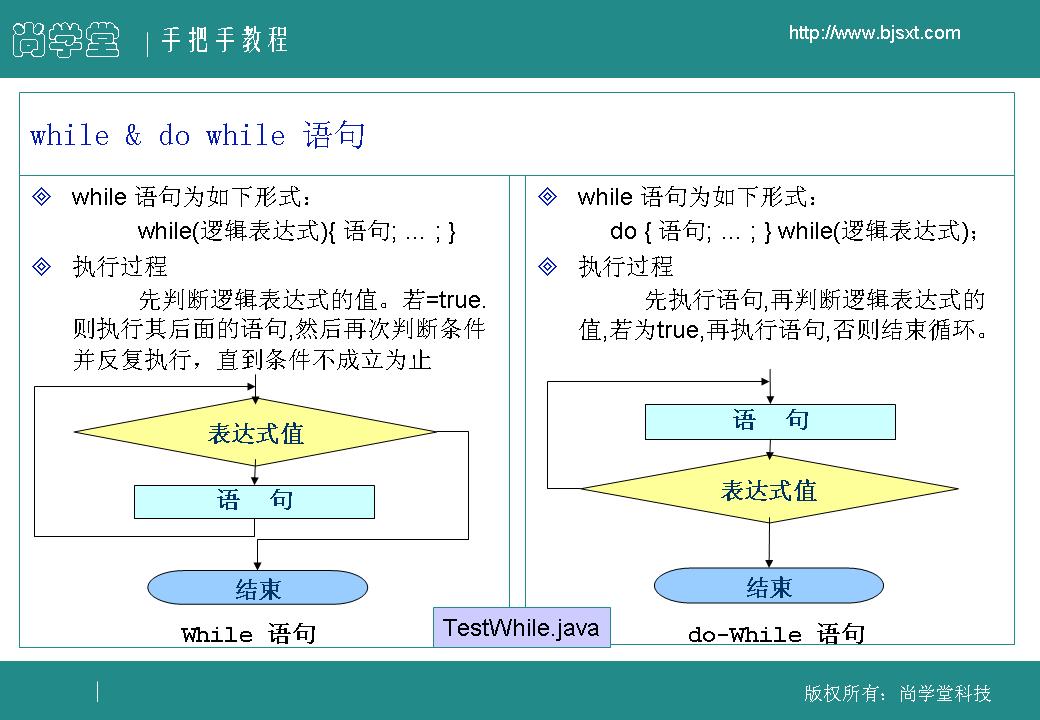 尚学堂 | 手把手教程
http://www.bjsxt.com
while & do while 语句
while 语句为如下形式：
while(逻辑表达式){ 语句; … ; }
执行过程
先判断逻辑表达式的值。若=true.
则执行其后面的语句,然后再次判断条件
并反复执行，直到条件不成立为止
表达式值
语 句
结束
While 语句
while 语句为如下形式：
do { 语句; … ; } while(逻辑表达式)；
执行过程
先执行语句,再判断逻辑表达式的
值,若为true,再执行语句,否则结束循环。
语 句
表达式值
结束
do-While 语句
TestWhile.java
版权所有：尚学堂科技